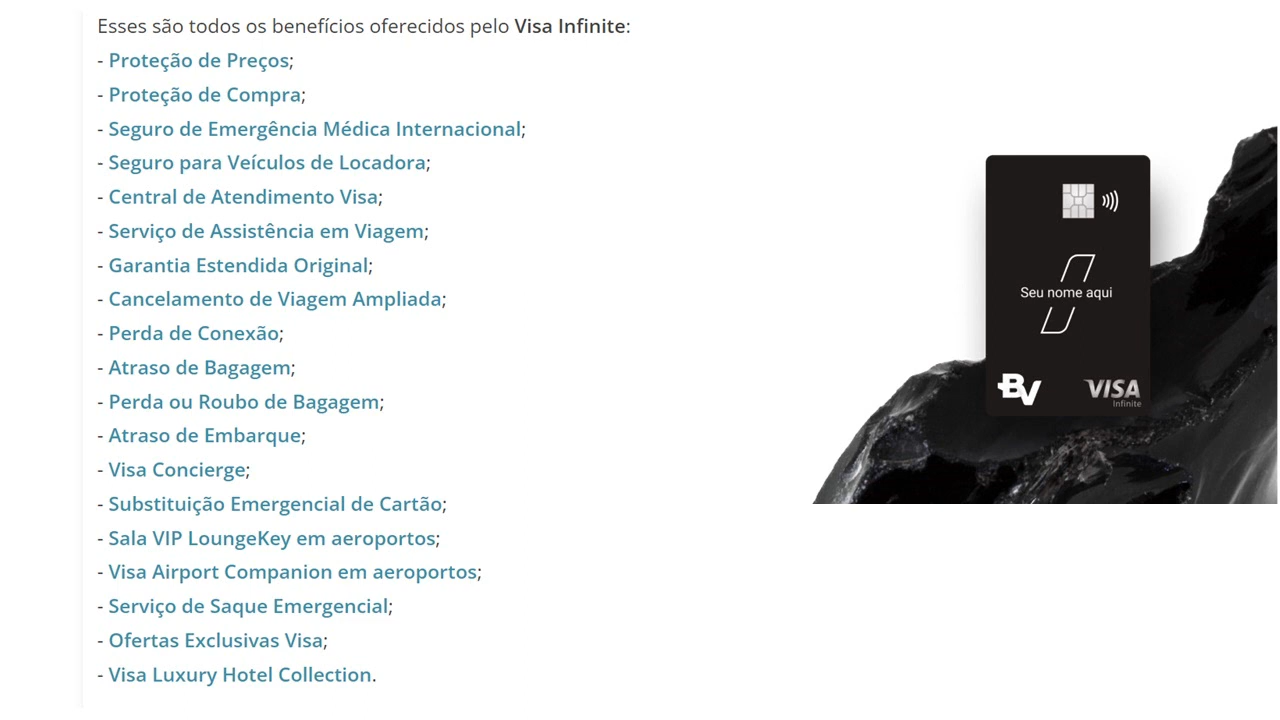 Esses são todos os benefícios oferecidos pelo Visa Infinite:
- Proteção de Preços;
- Proteção de Compra;
- Seguro de Emergência Médica Internacional;
- Seguro para Veículos de Locadora;
- Central de Atendimento Visa;
- Serviço de Assistência em Viagem;
- Garantia Estendida Original;
- Cancelamento de Viagem Ampliada;
- Perda de Conexão;
- Atraso de Bagagem;
- Perda ou Roubo de Bagagem;
- Atraso de Embarque;
- Visa Concierge;
- Substituição Emergencial de Cartão;
- Sala VIP LoungeKey em aeroportos;
- Visa Airport Companion em aeroportos;
- Serviço de Saque Emergencial;
- Ofertas Exclusivas Visa;
- Visa Luxury Hotel Collection.
Seu nome aqui
BV VISA
Infinite